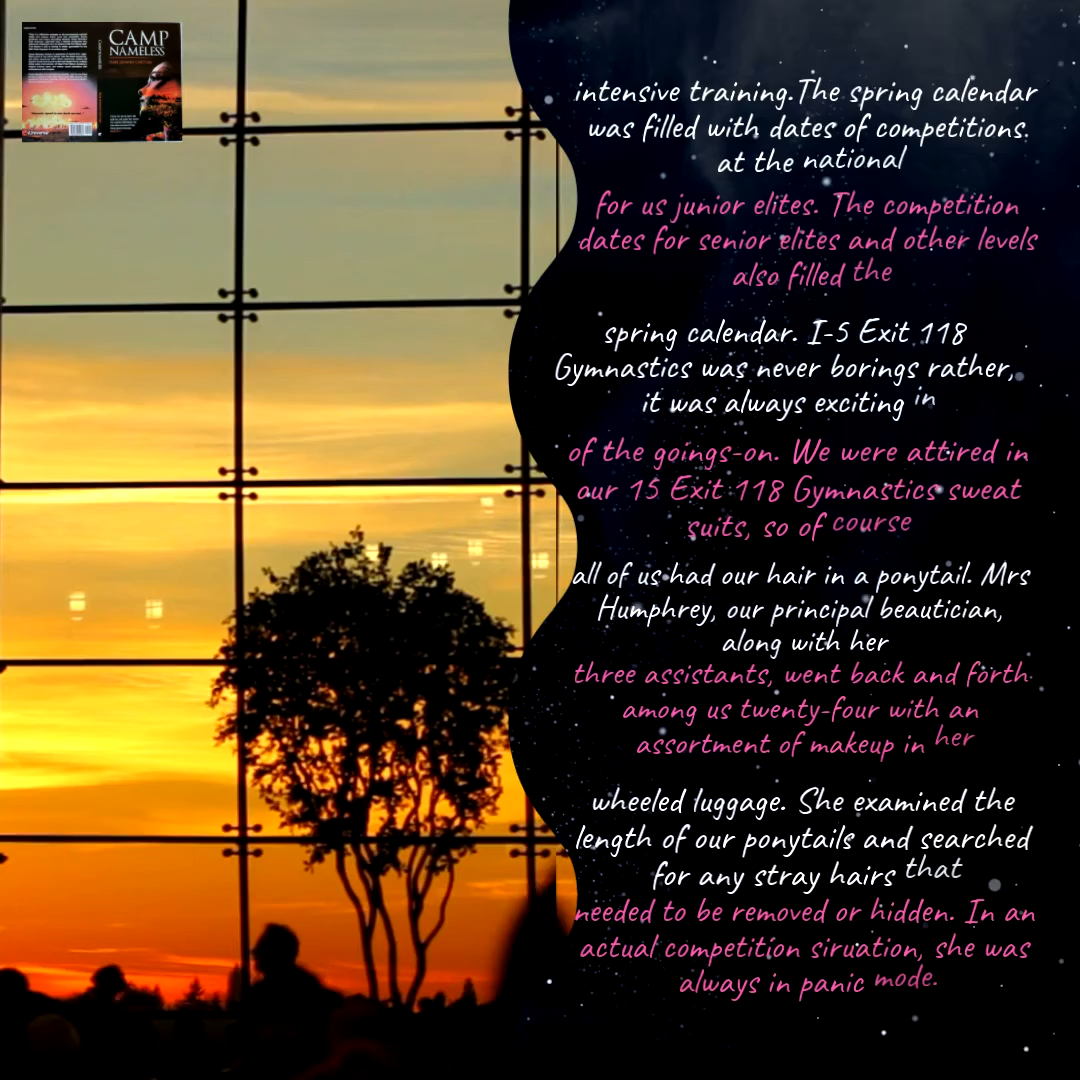 CAMP
NAMELESS
intensive training.The spring calendar
was filled with dates of competitions.
at the national
for us junior elites. The competition
dates for senior elites and other levels
also filled the
spring calendar. I-5 Exit 118
Gymnastics was never borings rather,
it was always exciting in
of the goings-on. We were attired in
our 15 Exit 118 Gymnastics sweat
suits, so of course
all of us had our hair in a ponytail. Mrs
Humphrey, our principal beautician,
along with her
three assistants, went back and forth
among us twenty-four with an
assortment of makeup in her
wheeled luggage. She examined the
length of our ponytails and searched
for any stray hairs that
needed to be removed or hidden. In an
actual competition siruation, she was
always in panic mode.